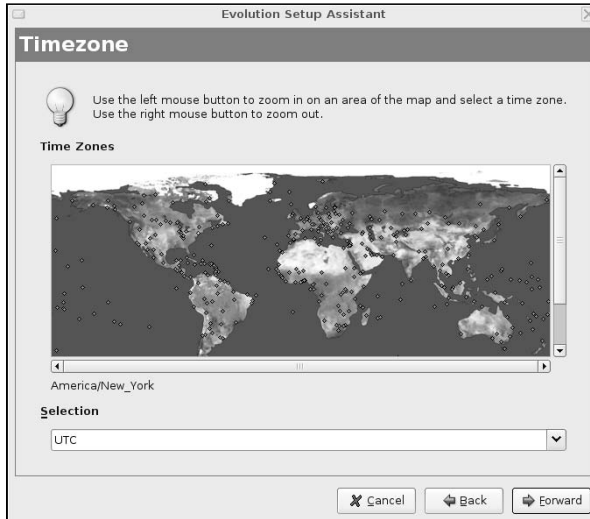 Evolution Setup Assistant
Timezone
Use the left mouse button to zoom in on an area of the map and select a time zone.
Use the right mouse button to zoom out.
Time Zones
America/New_York
Selection
UTC
Cancel
Back
Forward